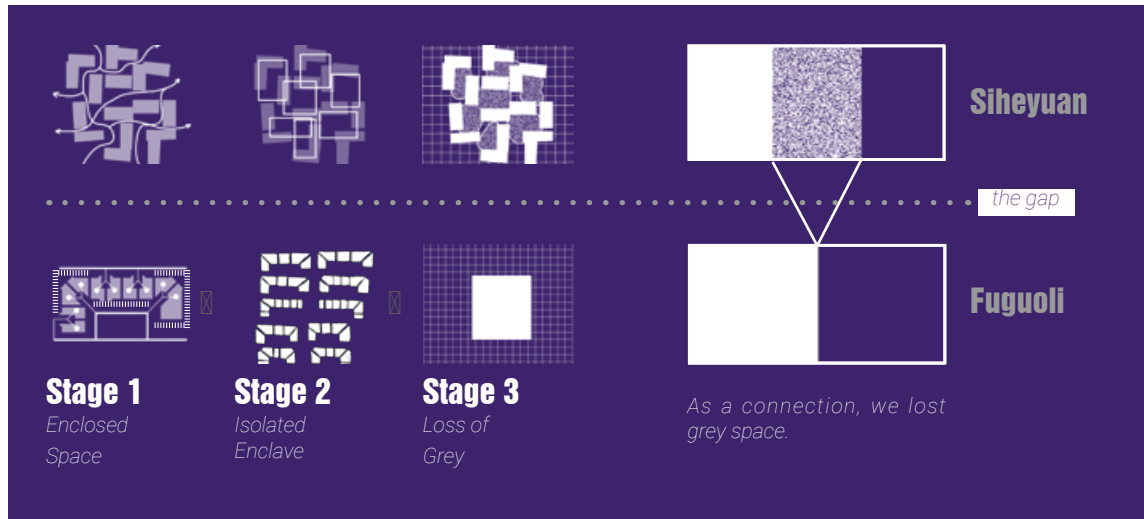 Siheyuan
the gap
Fuguoli
Stage 1
Enclosed
Space
Stage 2
Isolated
Enclave
Stage 3
Loss of
Grey
As a connection, we lost
grey space.